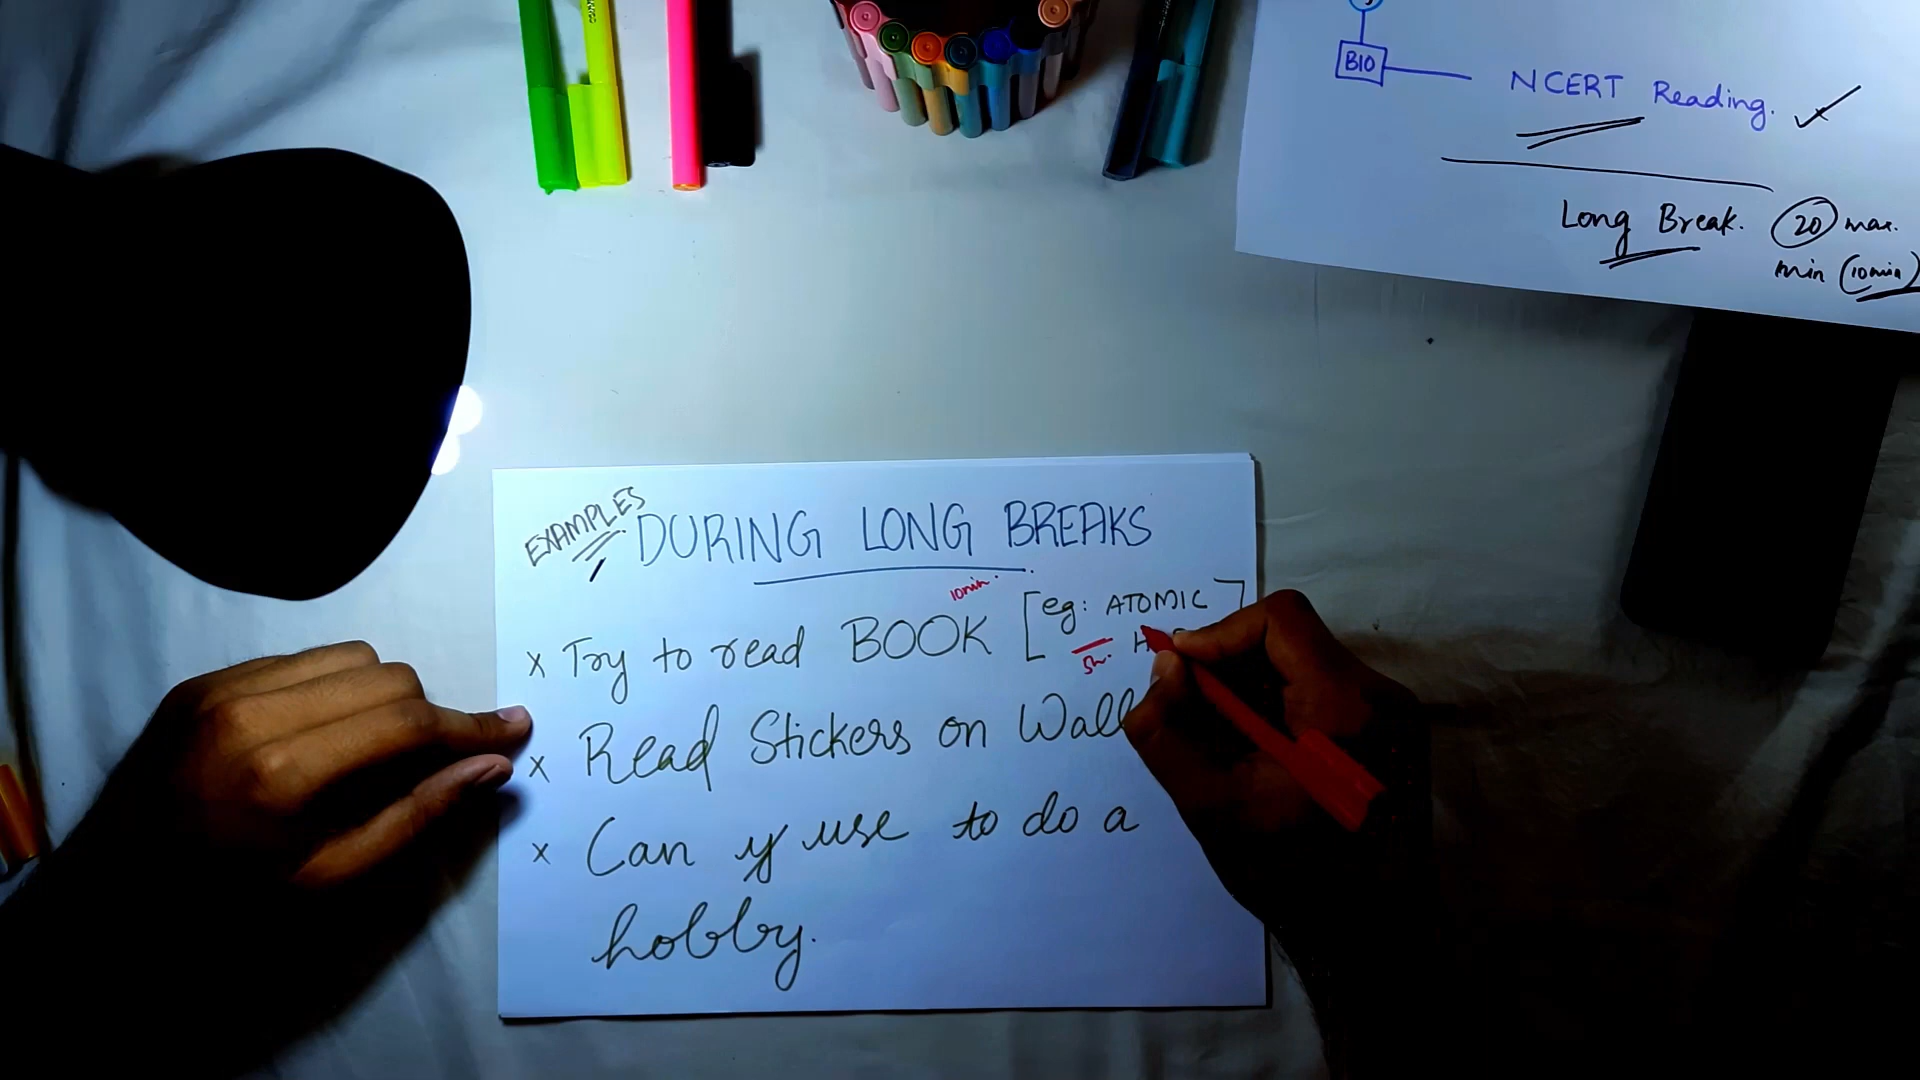 BIO
NCERT Reading.
Long Break. 20 max.
min (10min)
EXAMPLES
DURING LONG BREAKS
10min.
x Try to read BOOK [eg: ATOMIC]
x Read Stickers on Wall
x Can y use to do a
hobby.